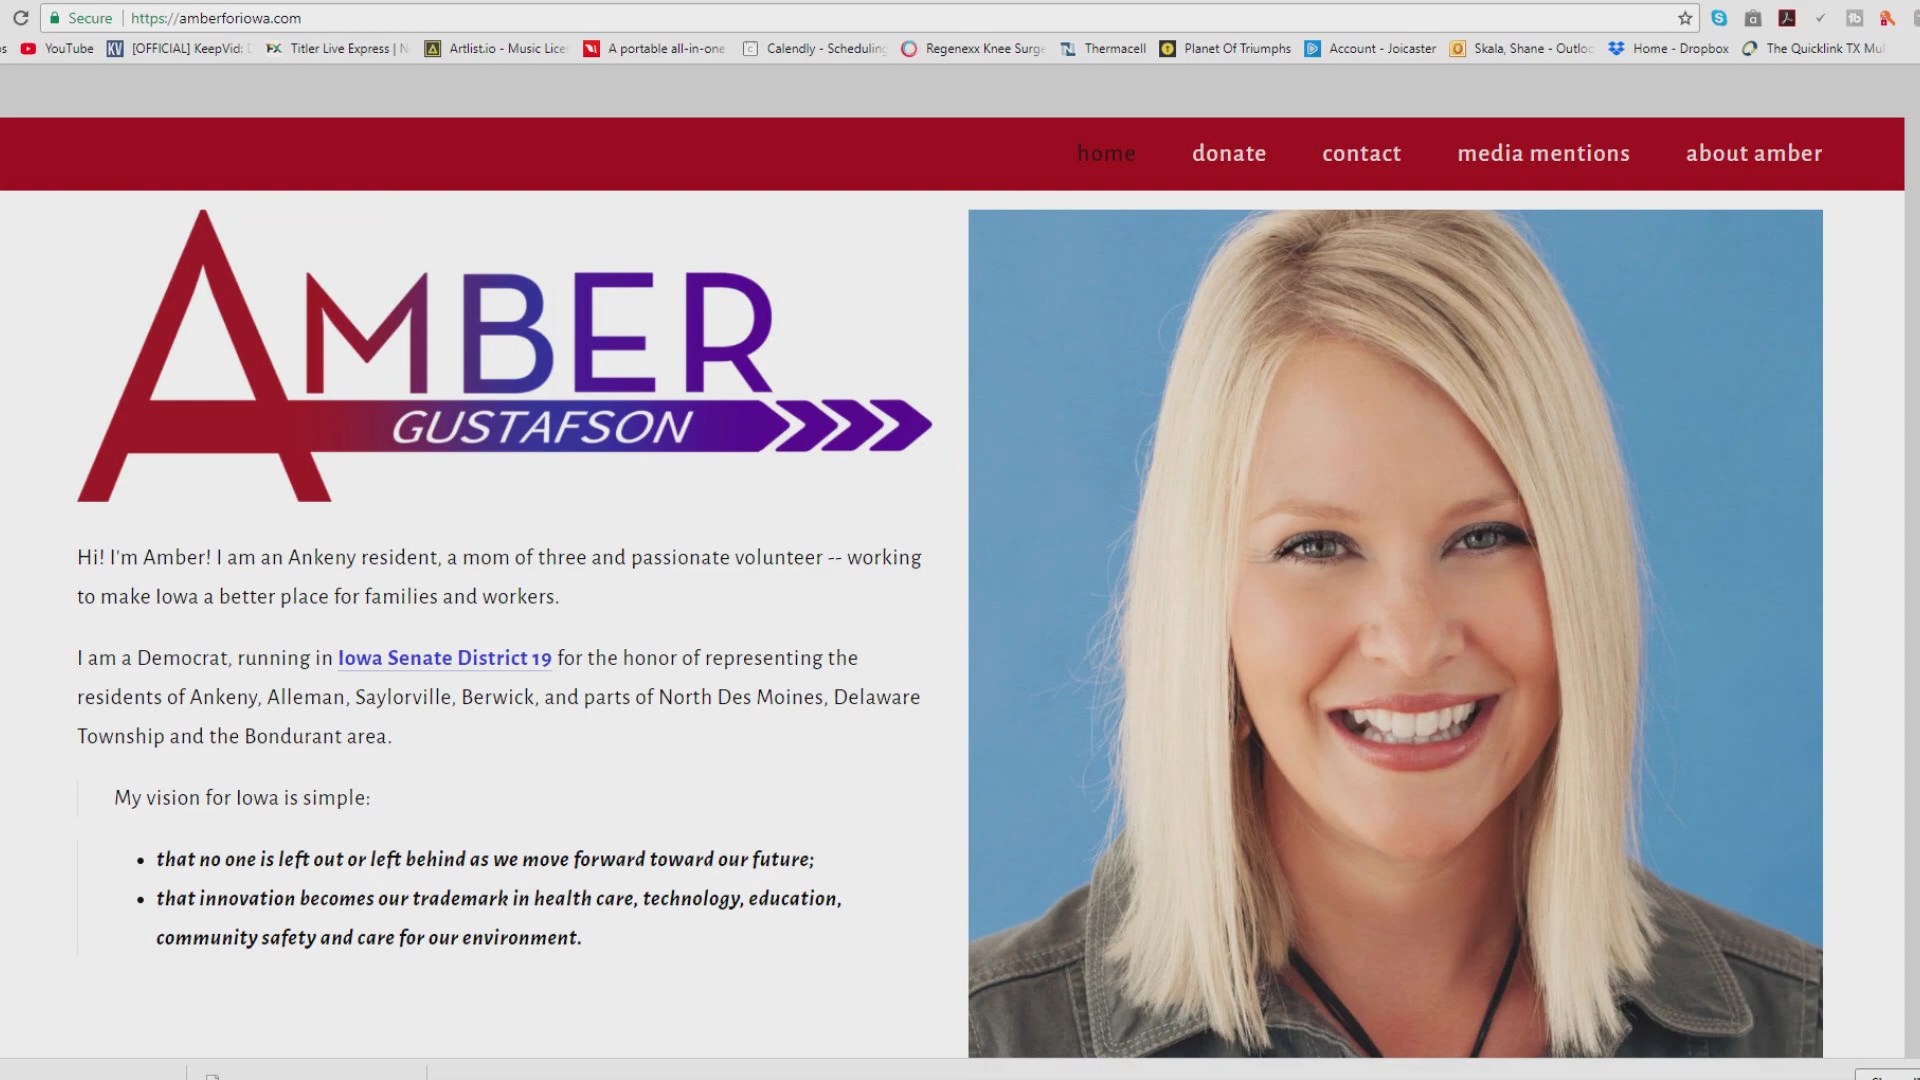 Secure https://amberforiowa.com
YouTube [OFFICIAL] KeepVid: Titler Live Express | N Artlist.io - Music Lice A portable all-in-one Calendly - Scheduling Regenexx Knee Surge Thermacell Planet Of Triumphs Account - Joicaster Skala, Shane - Outloo Home - Dropbox The Quicklink TX Mul
home donate contact media mentions about amber
AMBER
GUSTAFSON
Hi! I'm Amber! I am an Ankeny resident, a mom of three and passionate volunteer -- working
to make Iowa a better place for families and workers.
I am a Democrat, running in Iowa Senate District 19 for the honor of representing the
residents of Ankeny, Alleman, Saylorville, Berwick, and parts of North Des Moines, Delaware
Township and the Bondurant area.
My vision for Iowa is simple:
• that no one is left out or left behind as we move forward toward our future;
• that innovation becomes our trademark in health care, technology, education,
community safety and care for our environment.